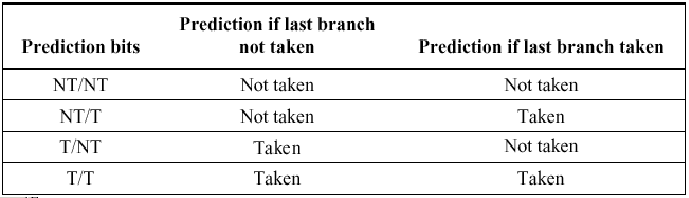 Prediction bits Prediction if last branch not taken Prediction if last branch taken
NT/NT Not taken Not taken
NT/T Not taken Taken
T/NT Taken Not taken
T/T Taken Taken